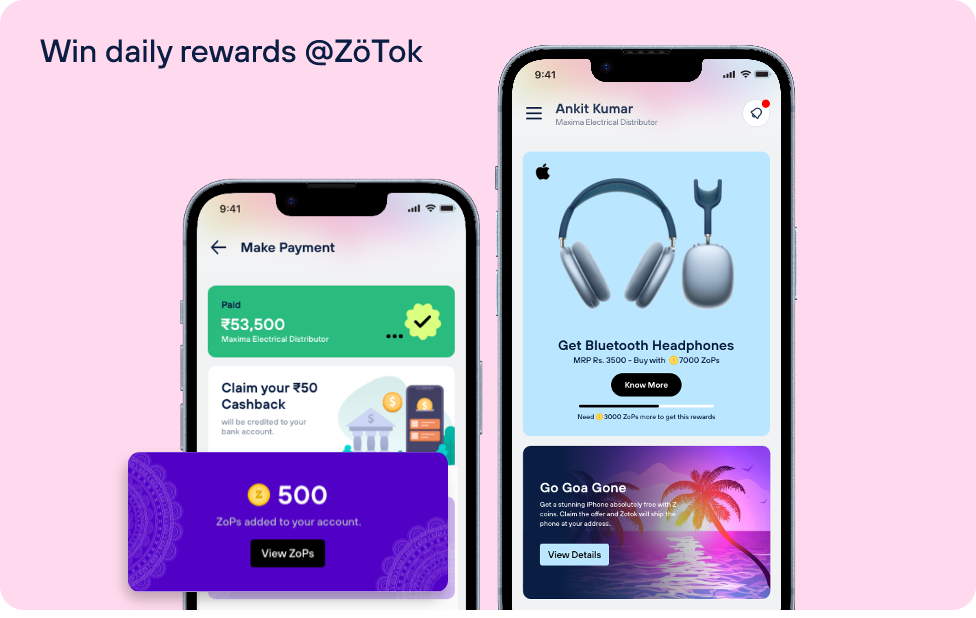 Win daily rewards @ZöTok
9:41
Make Payment
Paid
₹53,500
Maxima Electrical Distributor
Claim your ₹50
Cashback
will be credited to your
bank account.
500
ZoPs added to your account.
View ZoPs
9:41
Ankit Kumar
Maxima Electrical Distributor
Get Bluetooth Headphones
MRP Rs. 3500 - Buy with 7000 ZoPs
Know More
Need 3000 ZoPs more to get this rewards
Go Goa Gone
Get a stunning iPhone absolutely free with Z
coins. Claim the offer and Zotok will ship the
phone at your address.
View Details